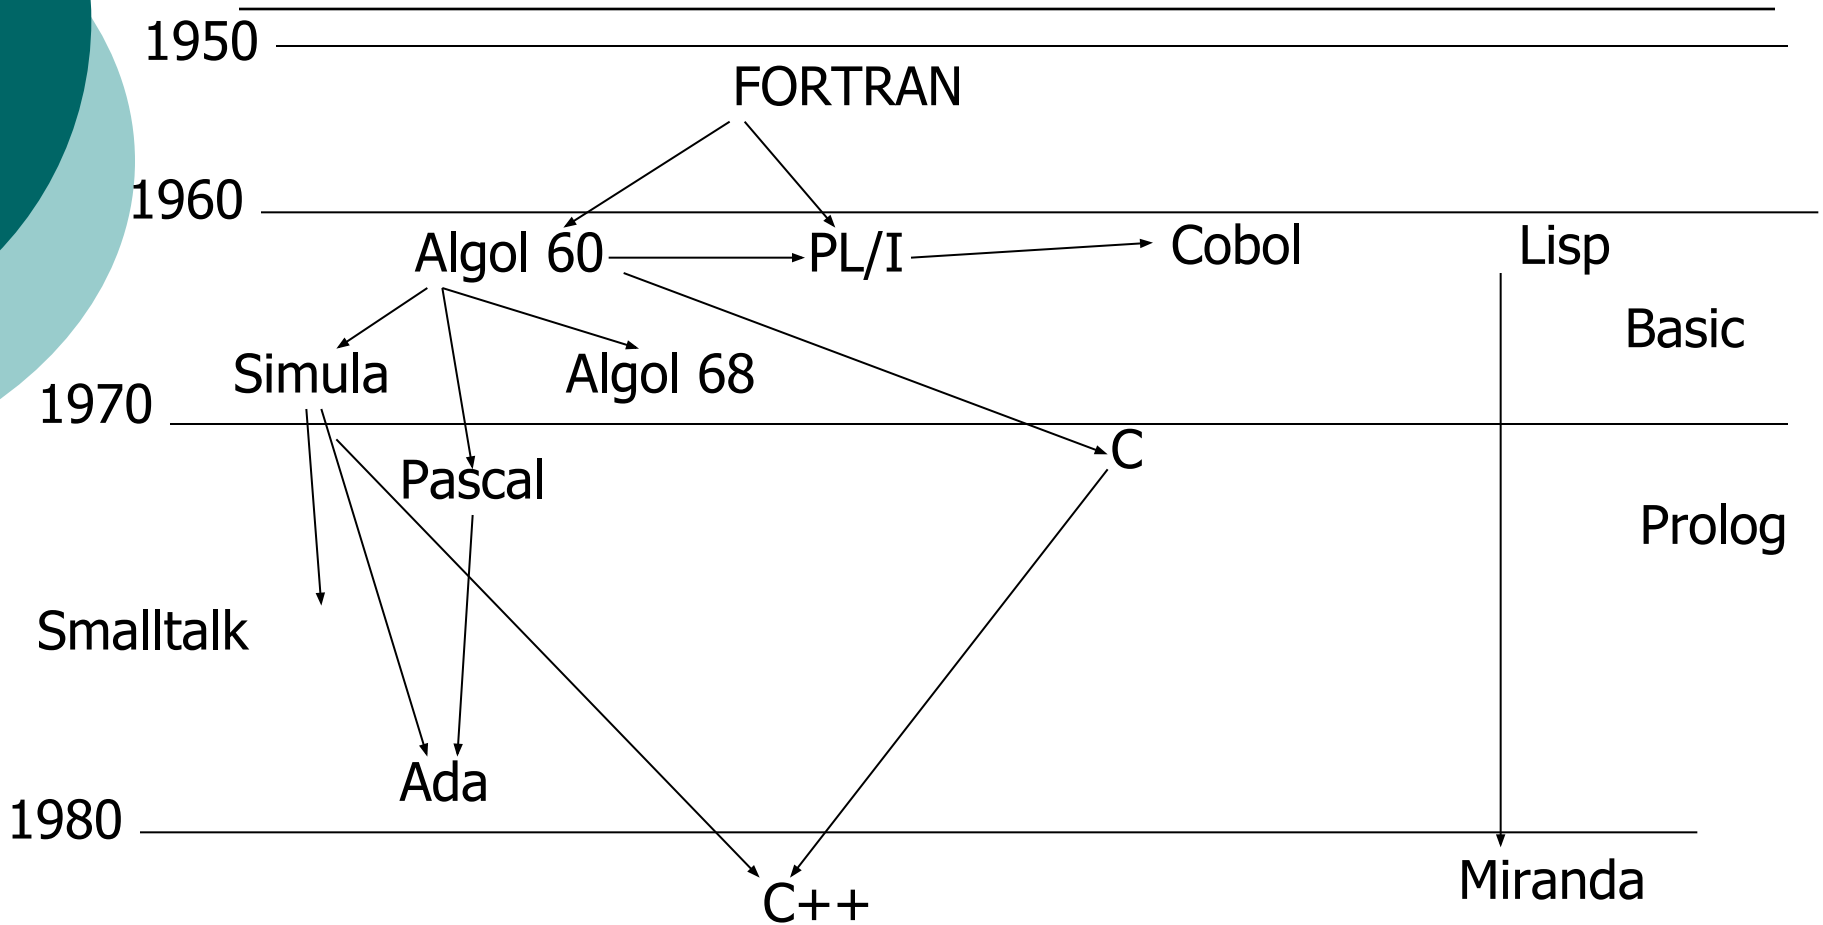 1950
FORTRAN
1960
Algol 60 PL/I Cobol Lisp
Basic
Simula Algol 68
1970
C
Pascal
Prolog
Smalltalk
Ada
1980
Miranda
C++